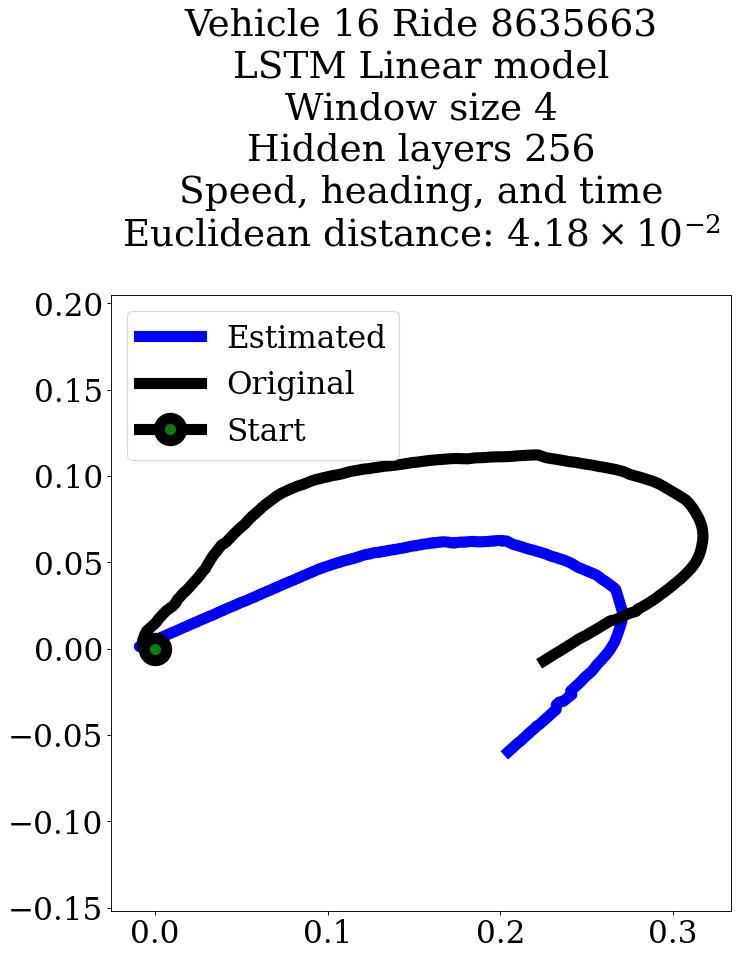 Vehicle 16 Ride 8635663
LSTM Linear model
Window size 4
Hidden layers 256
Speed, heading, and time
Euclidean distance: 4.18 × 10⁻²
Estimated
Original
Start
0.20
0.15
0.10
0.05
0.00
−0.05
−0.10
−0.15
0.0 0.1 0.2 0.3